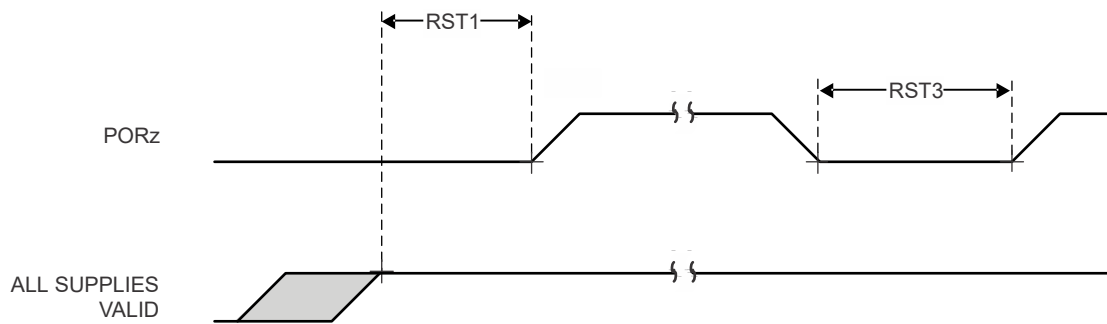 RST1
RST3
PORz
ALL SUPPLIES
VALID